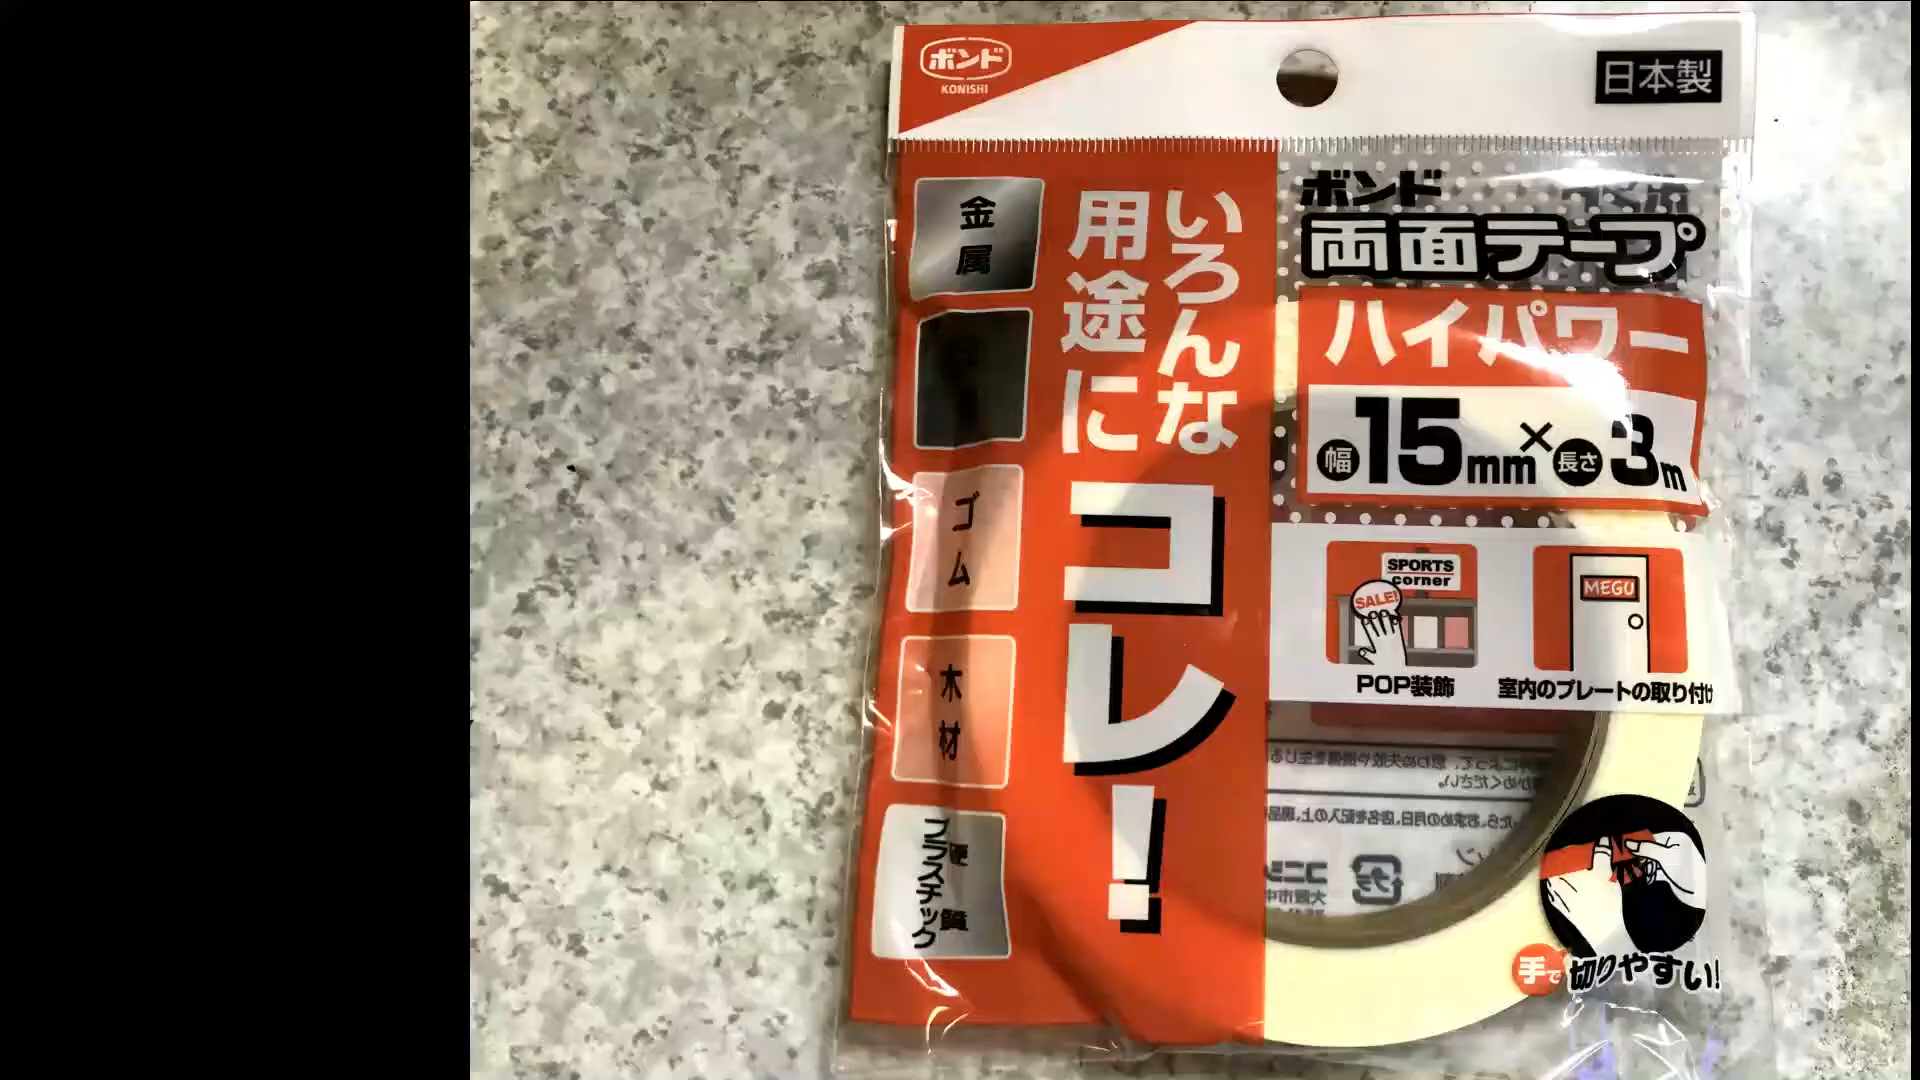 ボンド
KONISHI
日本製
いろんな
用途に
コレ!
金属
ゴム
木材
硬質
プラスチック
ボンド
両面テープ
ハイパワー
幅15mm×長さ3m
SPORTS
corner
SALE!
POP装飾
MEGU
室内のプレートの取り付け
手で切りやすい!